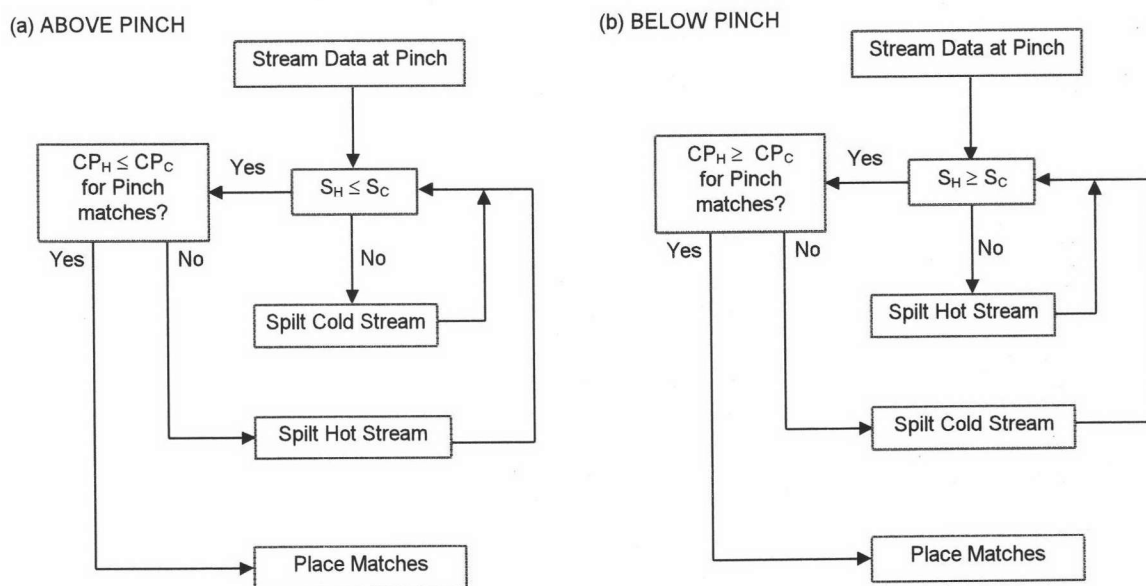 (a) ABOVE PINCH
Stream Data at Pinch
CP_H ≤ CP_C
for Pinch
matches?
Yes
S_H ≤ S_C
Yes
No
No
Spilt Cold Stream
Spilt Hot Stream
Place Matches
(b) BELOW PINCH
Stream Data at Pinch
CP_H ≥ CP_C
for Pinch
matches?
Yes
S_H ≥ S_C
Yes
No
No
Spilt Hot Stream
Spilt Cold Stream
Place Matches